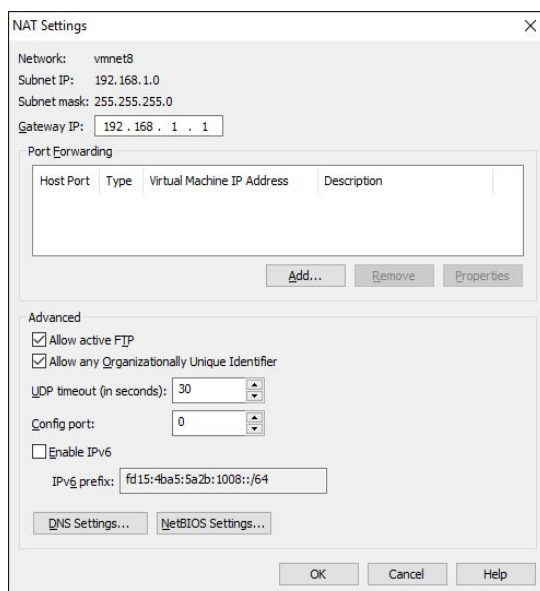 NAT Settings
Network: vmnet8
Subnet IP: 192.168.1.0
Subnet mask: 255.255.255.0
Gateway IP: 192 . 168 . 1 . 1
Port Forwarding
Host Port Type Virtual Machine IP Address Description
Add... Remove Properties
Advanced
Allow active FTP
Allow any Organizationally Unique Identifier
UDP timeout (in seconds): 30
Config port: 0
Enable IPv6
IPv6 prefix: fd15:4ba5:5a2b:1008::/64
DNS Settings... NetBIOS Settings...
OK Cancel Help